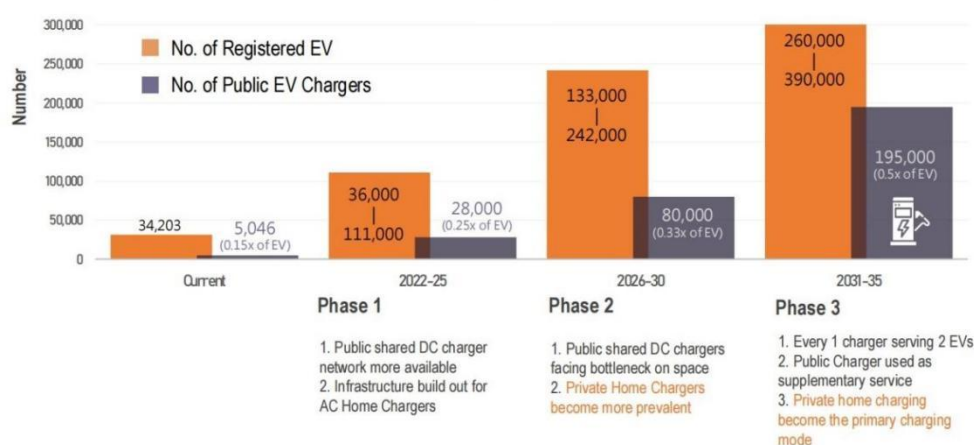 300,000
250,000
200,000
150,000
100,000
50,000
0
Number
No. of Registered EV
No. of Public EV Chargers
34,203
5,046
(0.15x of EV)
36,000
111,000
28,000
(0.25x of EV)
133,000
242,000
80,000
(0.33x of EV)
260,000
390,000
195,000
(0.5x of EV)
Current
2022-25
2026-30
2031-35
Phase 1
1. Public shared DC charger
network more available
2. Infrastructure build out for
AC Home Chargers
Phase 2
1. Public shared DC chargers
facing bottleneck on space
2. Private Home Chargers
become more prevalent
Phase 3
1. Every 1 charger serving 2 EVs
2. Public Charger used as
supplementary service
3. Private home charging
become the primary charging
mode